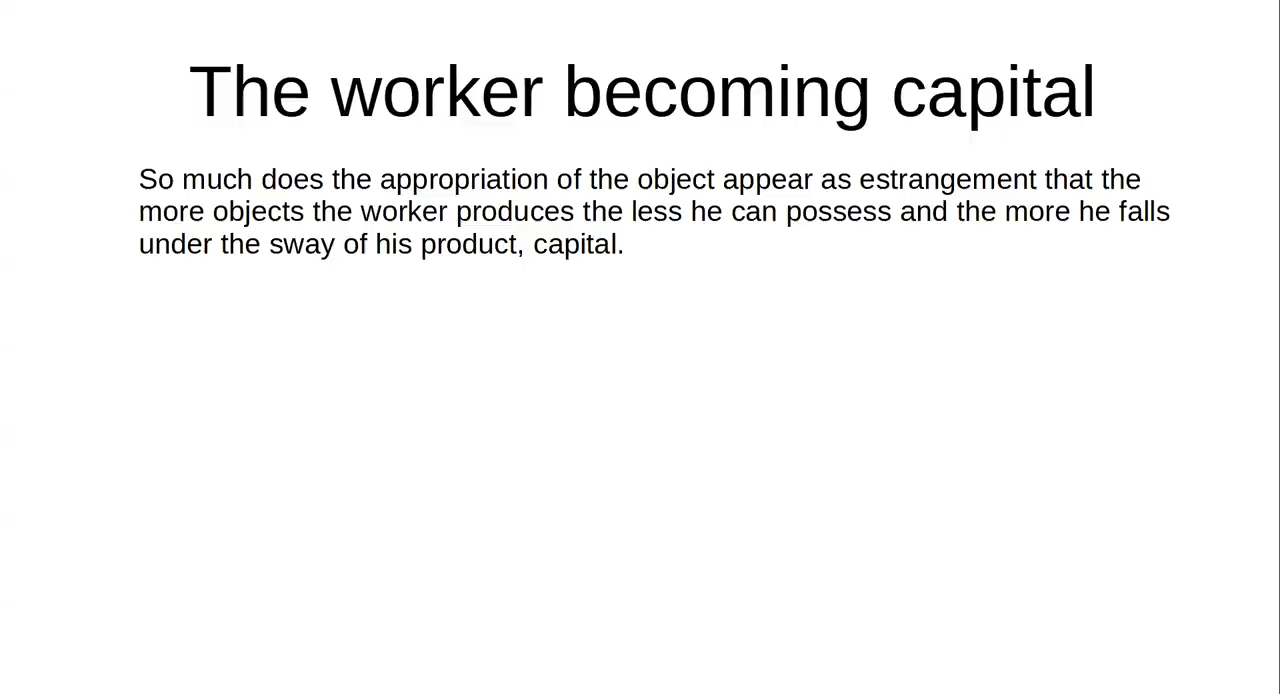 The worker becoming capital
So much does the appropriation of the object appear as estrangement that the
more objects the worker produces the less he can possess and the more he falls
under the sway of his product, capital.